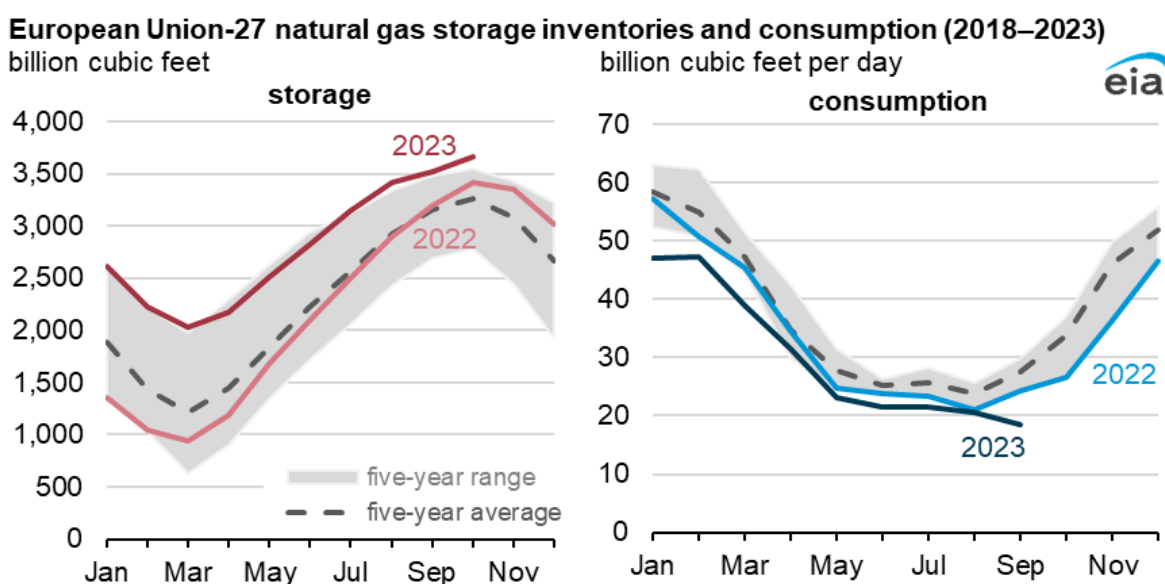 European Union-27 natural gas storage inventories and consumption (2018–2023)
billion cubic feet
storage
4,000
3,500
3,000
2,500
2,000
1,500
1,000
500
0
2023
2022
five-year range
five-year average
Jan Mar May Jul Sep Nov
billion cubic feet per day
eia
consumption
70
60
50
40
30
20
10
0
2022
2023
Jan Mar May Jul Sep Nov